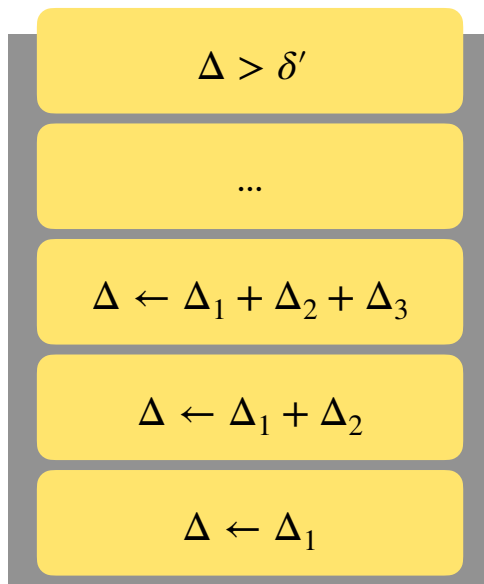 Δ > δ′
...
Δ ← Δ₁ + Δ₂ + Δ₃
Δ ← Δ₁ + Δ₂
Δ ← Δ₁